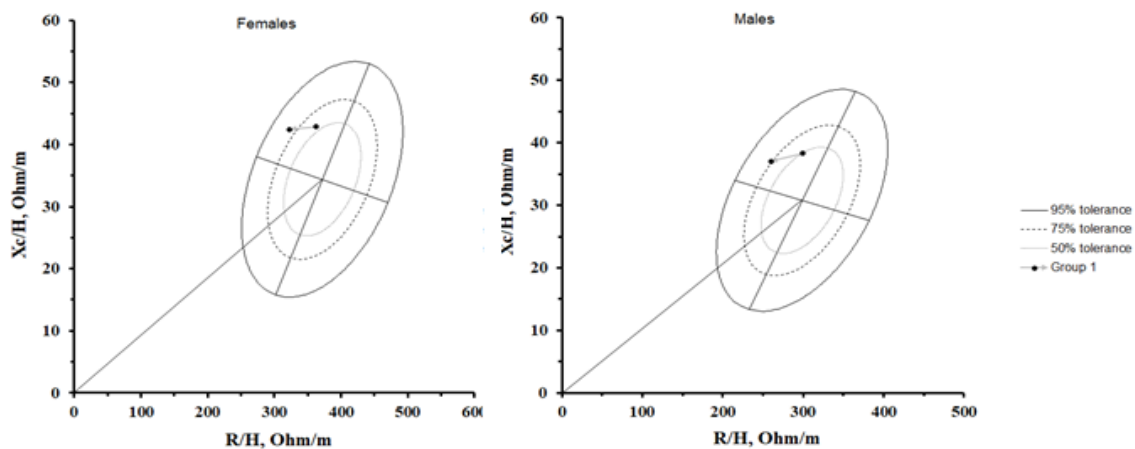 Females
60
50
40
30
20
10
0
Xc/H, Ohm/m
0 100 200 300 400 500 600
R/H, Ohm/m
Males
60
50
40
30
20
10
0
Xc/H, Ohm/m
0 100 200 300 400 500
R/H, Ohm/m
95% tolerance
75% tolerance
50% tolerance
Group 1